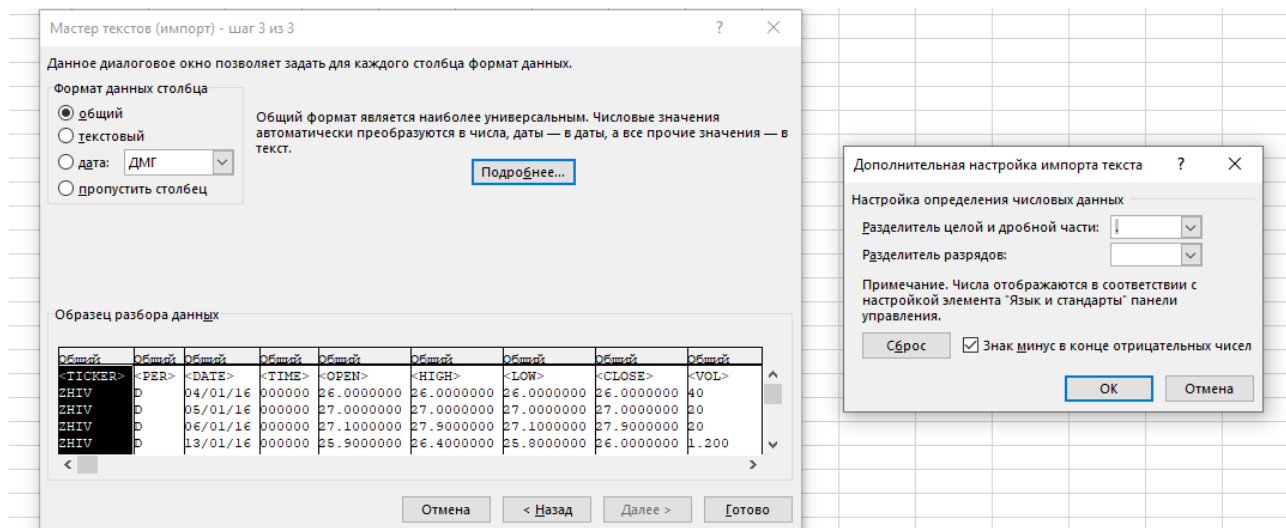 Мастер текстов (импорт) - шаг 3 из 3
Данное диалоговое окно позволяет задать для каждого столбца формат данных.
Формат данных столбца
общий
текстовый
дата: ДМГ
пропустить столбец
Общий формат является наиболее универсальным. Числовые значения
автоматически преобразуются в числа, даты — в даты, а все прочие значения — в
текст.
Подробнее...
Образец разбора данных
Общий Общий Общий Общий Общий Общий Общий Общий Общий
<TICKER> <PER> <DATE> <TIME> <OPEN> <HIGH> <LOW> <CLOSE> <VOL>
ZHIV D 04/01/16 000000 26.0000000 26.0000000 26.0000000 26.0000000 40
ZHIV D 05/01/16 000000 27.0000000 27.0000000 27.0000000 27.0000000 20
ZHIV D 06/01/16 000000 27.1000000 27.9000000 27.1000000 27.9000000 20
ZHIV D 13/01/16 000000 25.9000000 26.4000000 25.8000000 26.0000000 1.200
Отмена < Назад Далее > Готово
Дополнительная настройка импорта текста ?
Настройка определения числовых данных
Разделитель целой и дробной части: .
Разделитель разрядов:
Примечание. Числа отображаются в соответствии с
настройкой элемента "Язык и стандарты" панели
управления.
Сброс Знак минус в конце отрицательных чисел
ОК Отмена